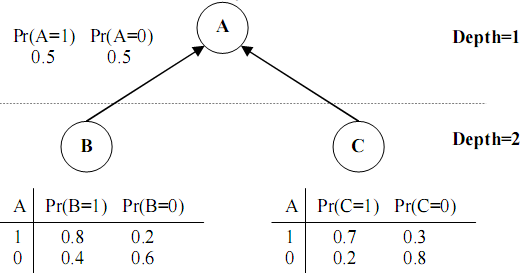 Pr(A=1) Pr(A=0)
0.5 0.5
A
Depth=1
B
C
Depth=2
A Pr(B=1) Pr(B=0)
1 0.8 0.2
0 0.4 0.6
A Pr(C=1) Pr(C=0)
1 0.7 0.3
0 0.2 0.8